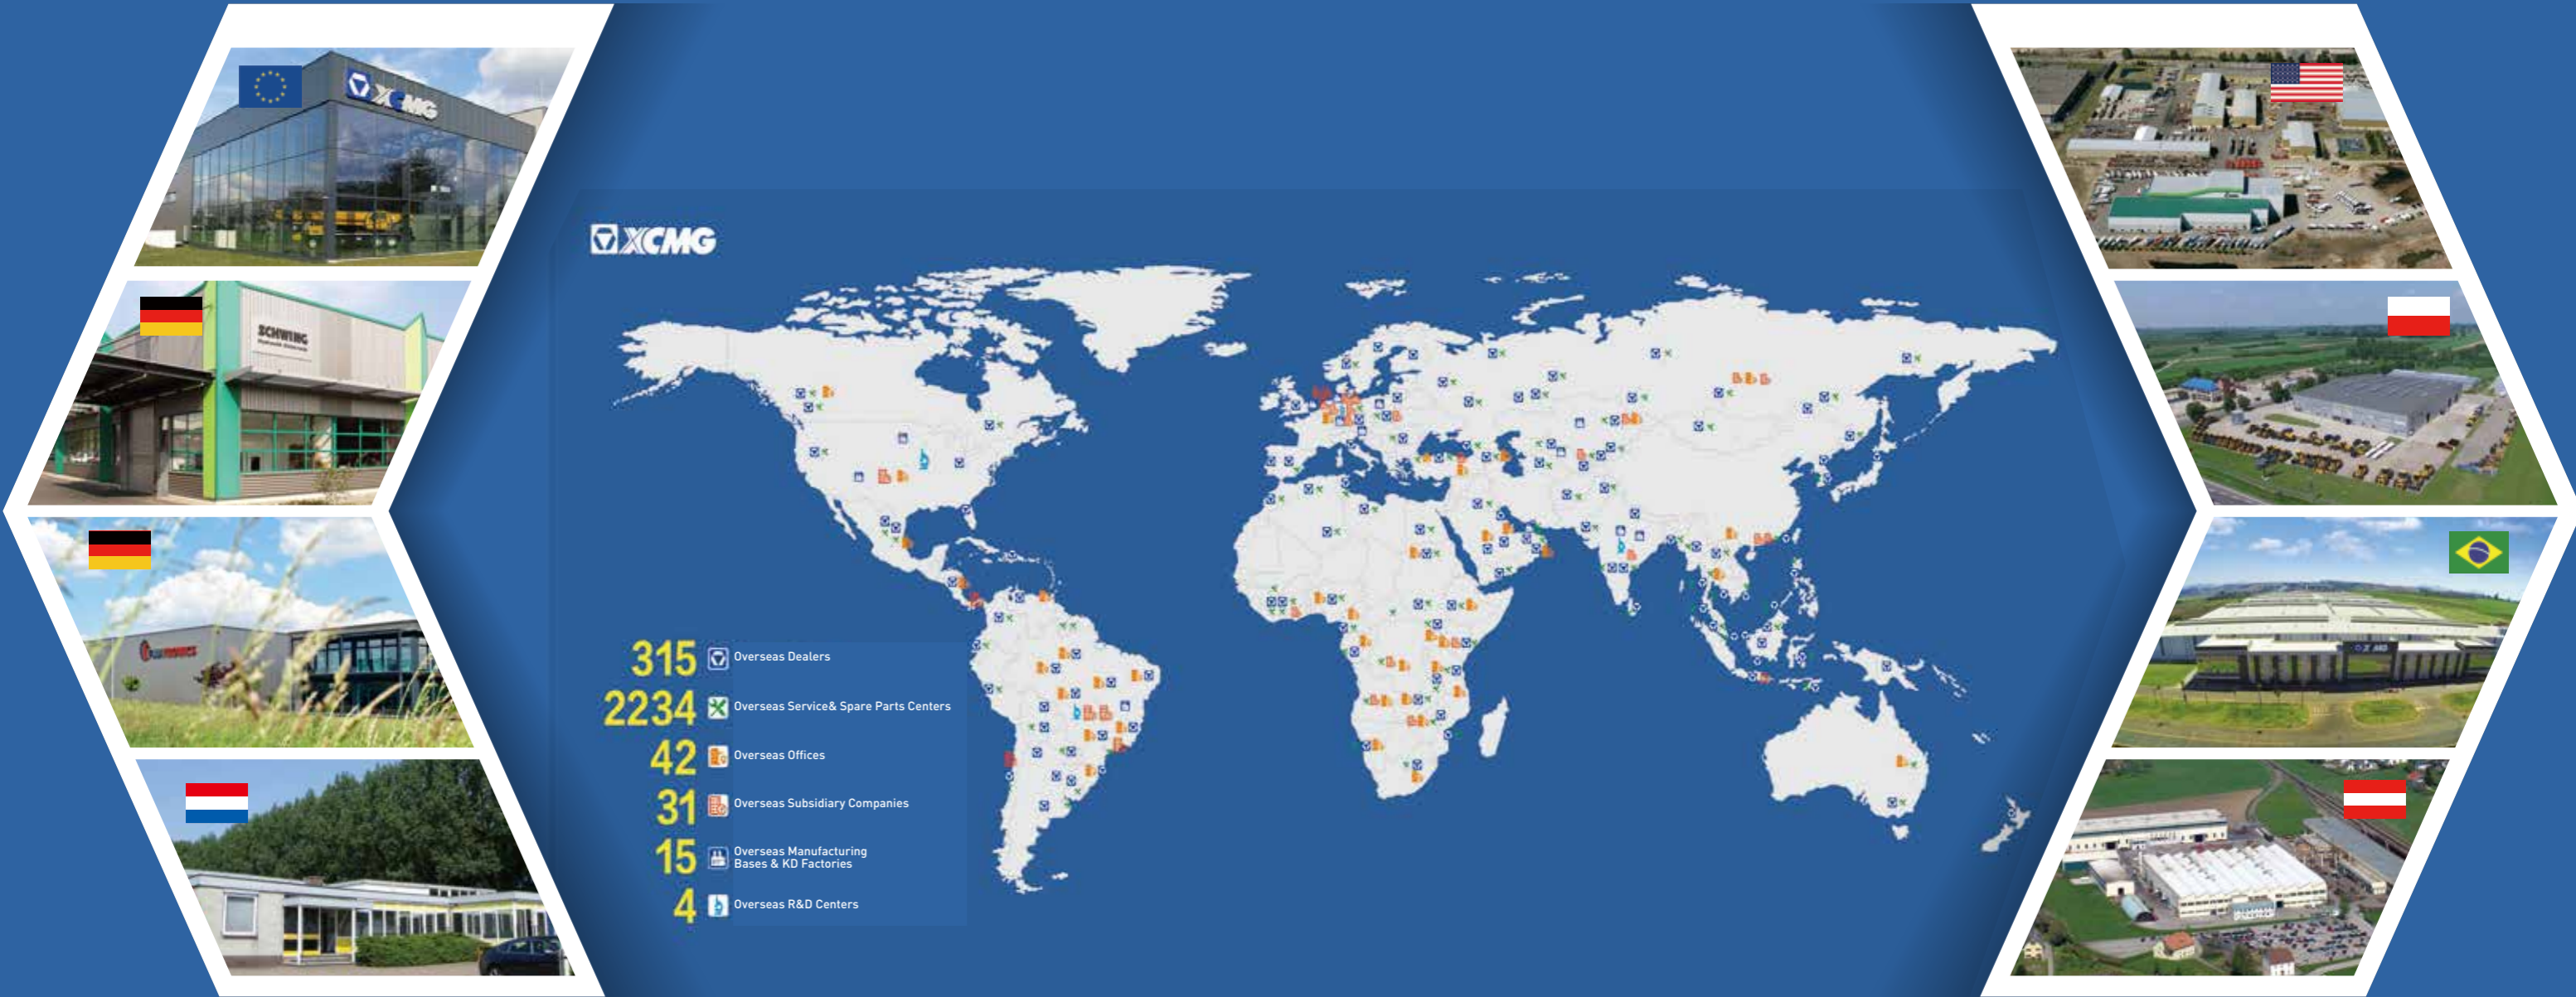 XCMG
SCHWING
XCMG
315 Overseas Dealers
2234 Overseas Service& Spare Parts Centers
42 Overseas Offices
31 Overseas Subsidiary Companies
15 Overseas Manufacturing
Bases & KD Factories
4 Overseas R&D Centers